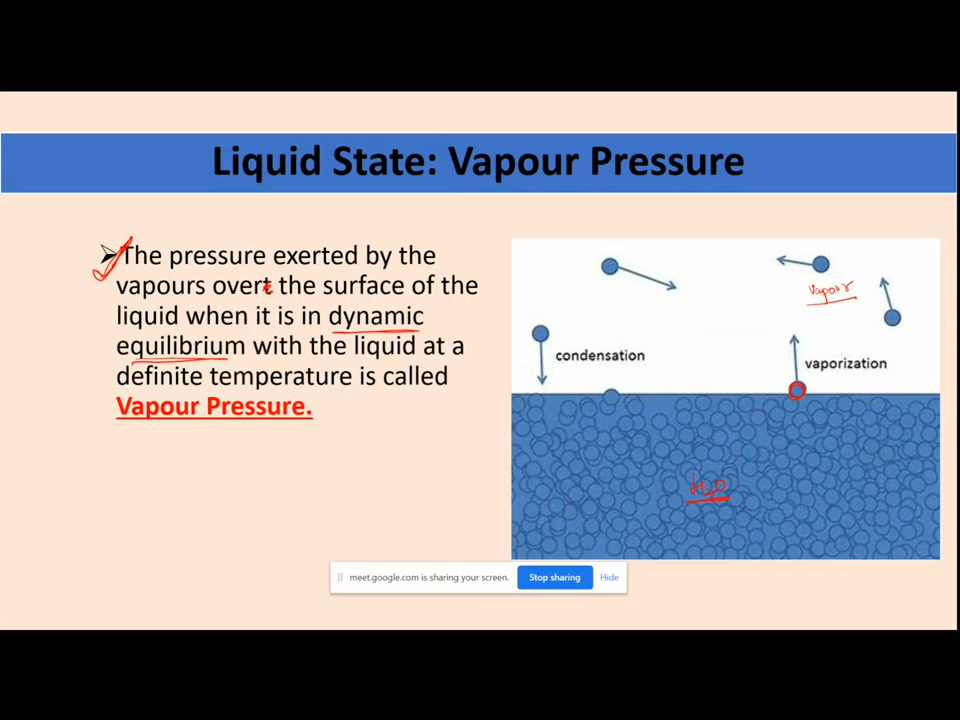 Liquid State: Vapour Pressure
The pressure exerted by the
vapours overt the surface of the
liquid when it is in dynamic
equilibrium with the liquid at a
definite temperature is called
Vapour Pressure.
vapour
condensation
vaporization
H2O
meet.google.com is sharing your screen. Stop sharing Hide